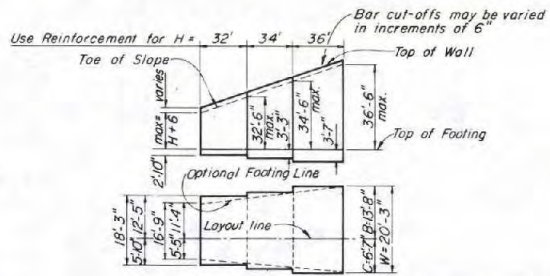 Bar cut-offs may be varied
in increments of 6"
Use Reinforcement for H = 32' 34' 36'
Toe of Slope
Top of Wall
varies
max = H + 6
32'-6" max.
3'-3"
34'-6" max.
3'-7"
36'-6" max.
Top of Footing
2'-10"
Optional Footing Line
Layout line
18'-3"
5'-10"
12'-5"
16'-9"
5'-5"
11'-4"
C=6'-7"
B=13'-8"
W=20'-3"